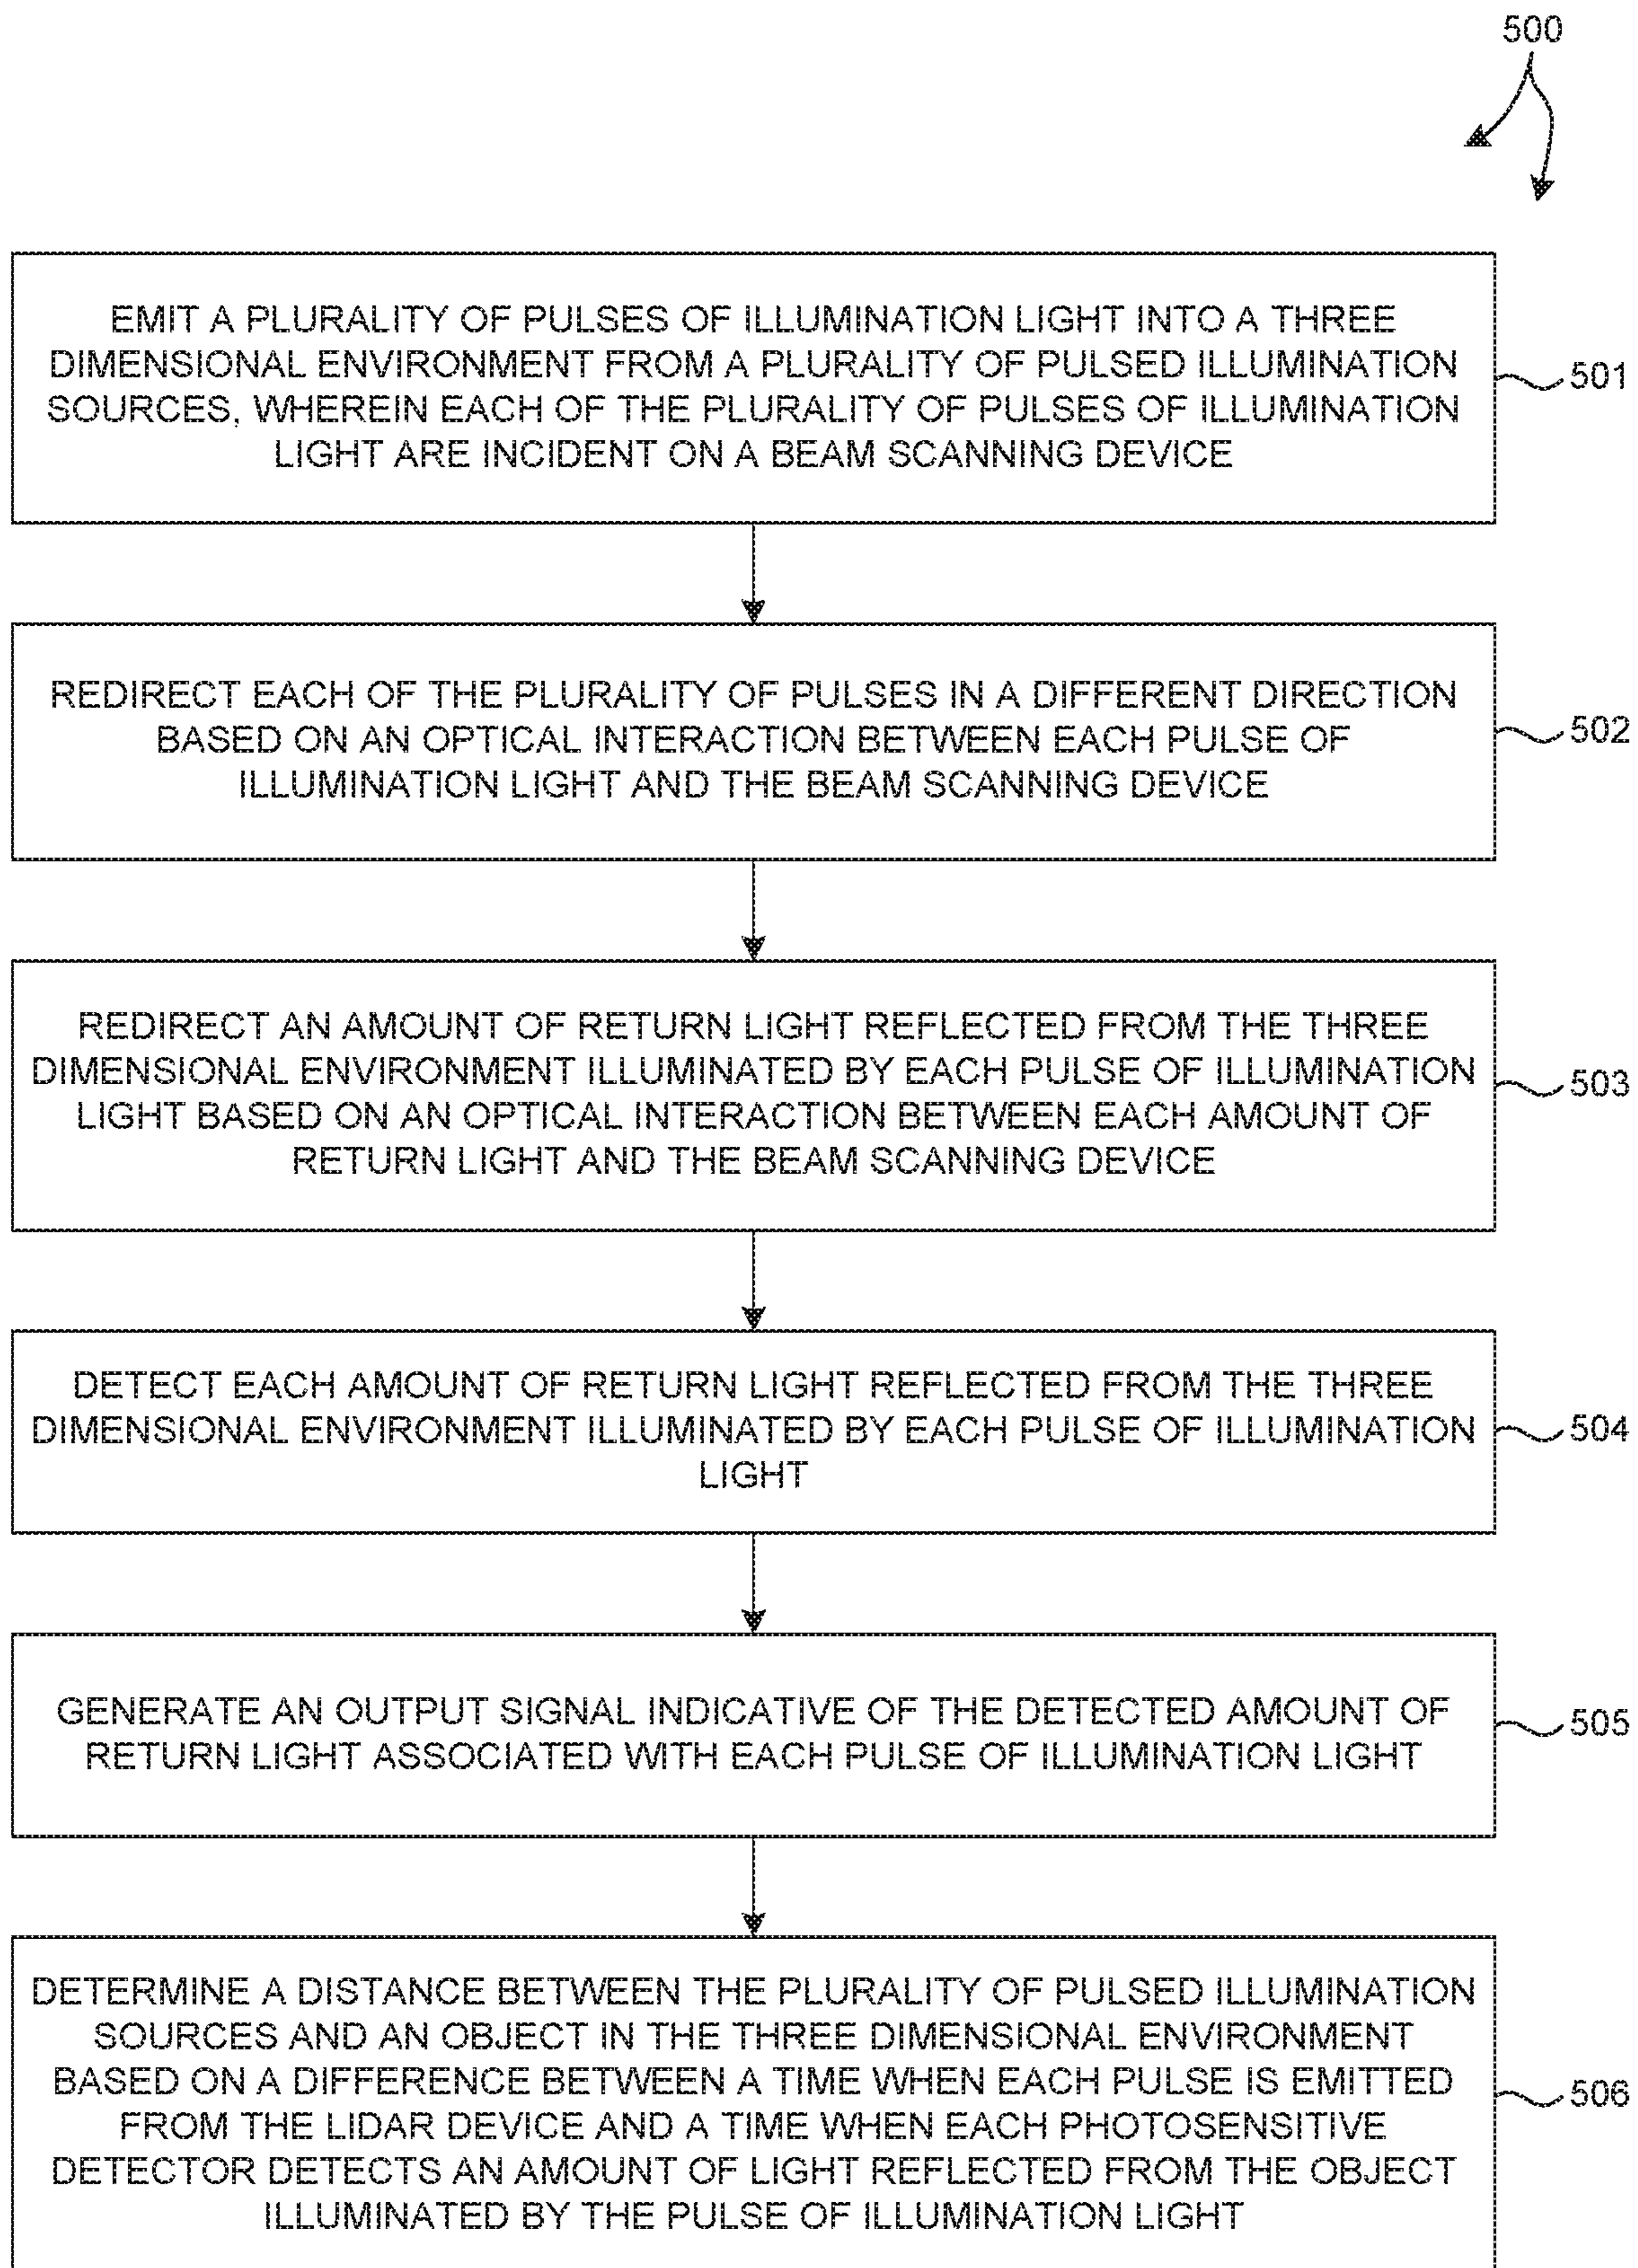 500
EMIT A PLURALITY OF PULSES OF ILLUMINATION LIGHT INTO A THREE
DIMENSIONAL ENVIRONMENT FROM A PLURALITY OF PULSED ILLUMINATION
SOURCES, WHEREIN EACH OF THE PLURALITY OF PULSES OF ILLUMINATION
LIGHT ARE INCIDENT ON A BEAM SCANNING DEVICE
501
REDIRECT EACH OF THE PLURALITY OF PULSES IN A DIFFERENT DIRECTION
BASED ON AN OPTICAL INTERACTION BETWEEN EACH PULSE OF
ILLUMINATION LIGHT AND THE BEAM SCANNING DEVICE
502
REDIRECT AN AMOUNT OF RETURN LIGHT REFLECTED FROM THE THREE
DIMENSIONAL ENVIRONMENT ILLUMINATED BY EACH PULSE OF ILLUMINATION
LIGHT BASED ON AN OPTICAL INTERACTION BETWEEN EACH AMOUNT OF
RETURN LIGHT AND THE BEAM SCANNING DEVICE
503
DETECT EACH AMOUNT OF RETURN LIGHT REFLECTED FROM THE THREE
DIMENSIONAL ENVIRONMENT ILLUMINATED BY EACH PULSE OF ILLUMINATION
LIGHT
504
GENERATE AN OUTPUT SIGNAL INDICATIVE OF THE DETECTED AMOUNT OF
RETURN LIGHT ASSOCIATED WITH EACH PULSE OF ILLUMINATION LIGHT
505
DETERMINE A DISTANCE BETWEEN THE PLURALITY OF PULSED ILLUMINATION
SOURCES AND AN OBJECT IN THE THREE DIMENSIONAL ENVIRONMENT
BASED ON A DIFFERENCE BETWEEN A TIME WHEN EACH PULSE IS EMITTED
FROM THE LIDAR DEVICE AND A TIME WHEN EACH PHOTOSENSITIVE
DETECTOR DETECTS AN AMOUNT OF LIGHT REFLECTED FROM THE OBJECT
ILLUMINATED BY THE PULSE OF ILLUMINATION LIGHT
506